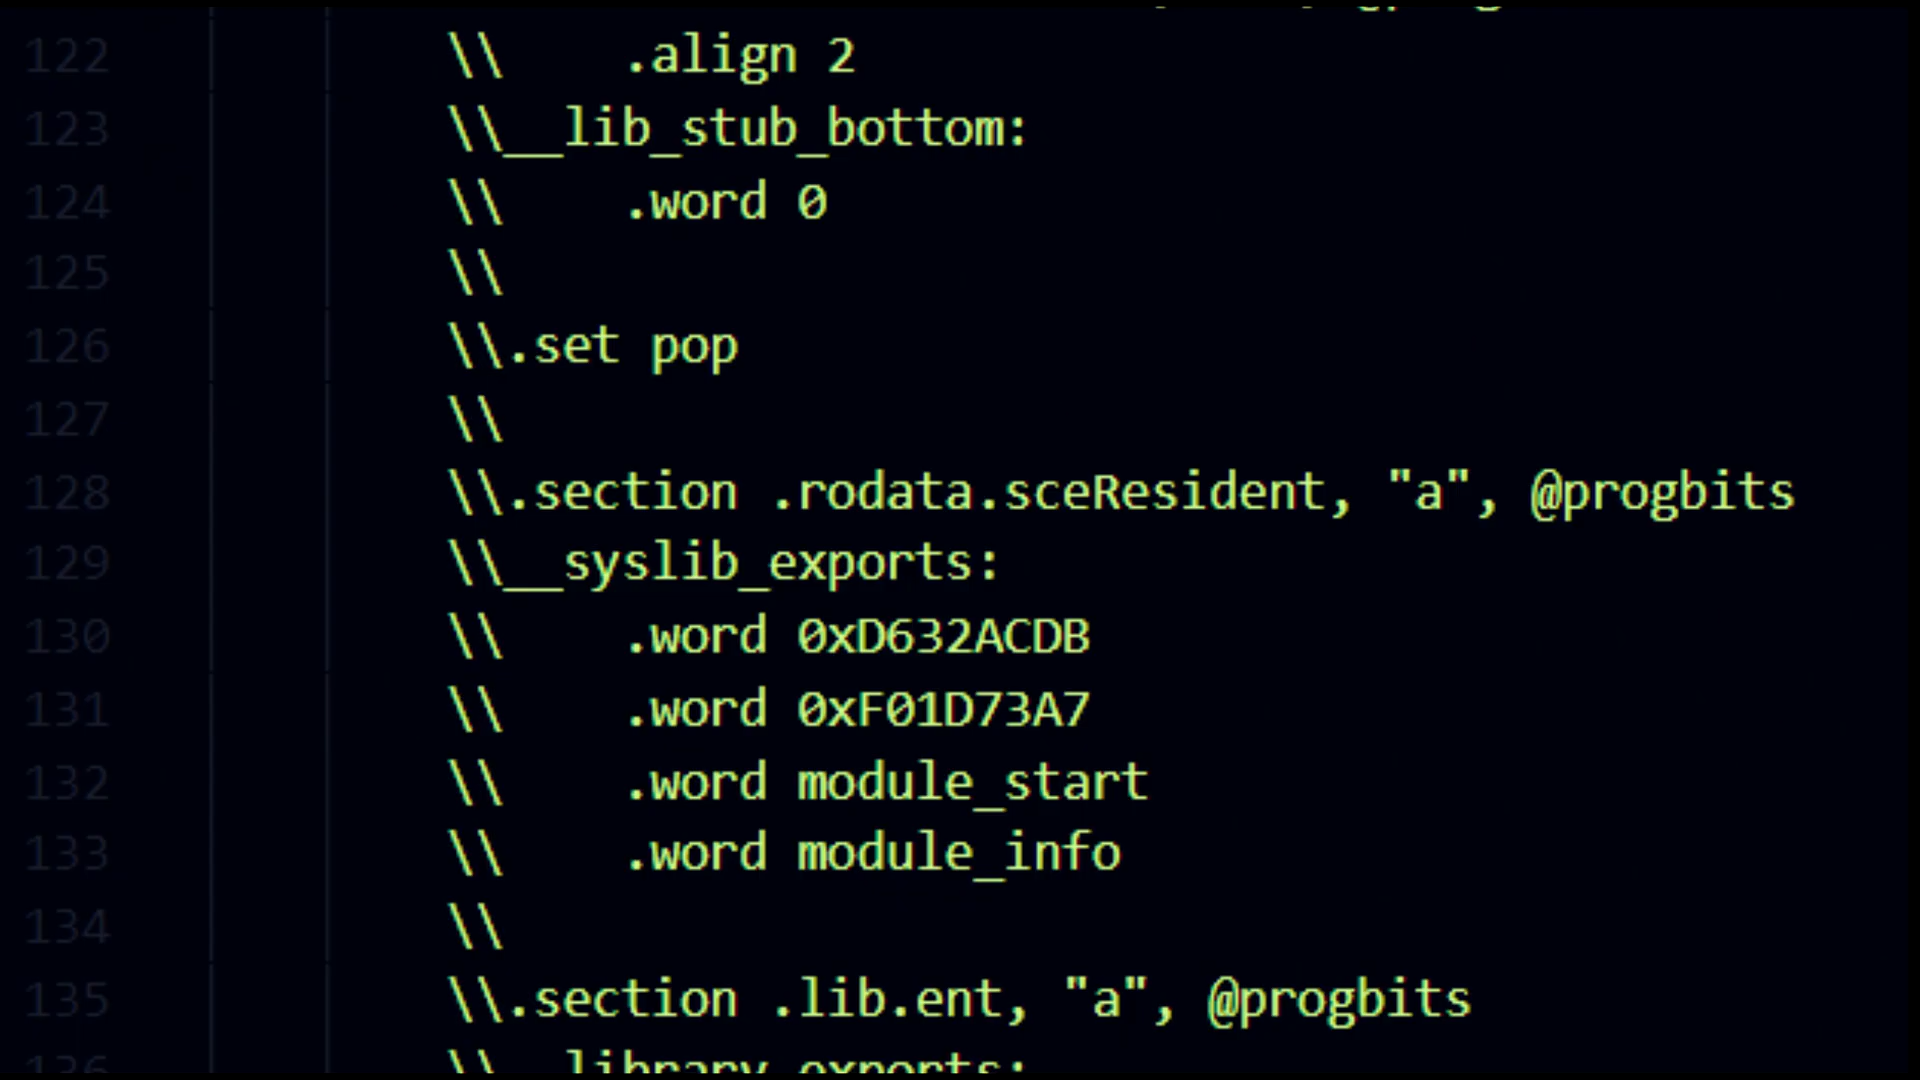 122 \\    .align 2
123 \\__lib_stub_bottom:
124 \\    .word 0
125 \\
126 \\.set pop
127 \\
128 \\.section .rodata.sceResident, "a", @progbits
129 \\__syslib_exports:
130 \\    .word 0xD632ACDB
131 \\    .word 0xF01D73A7
132 \\    .word module_start
133 \\    .word module_info
134 \\
135 \\.section .lib.ent, "a", @progbits
136 \\__library_exports: